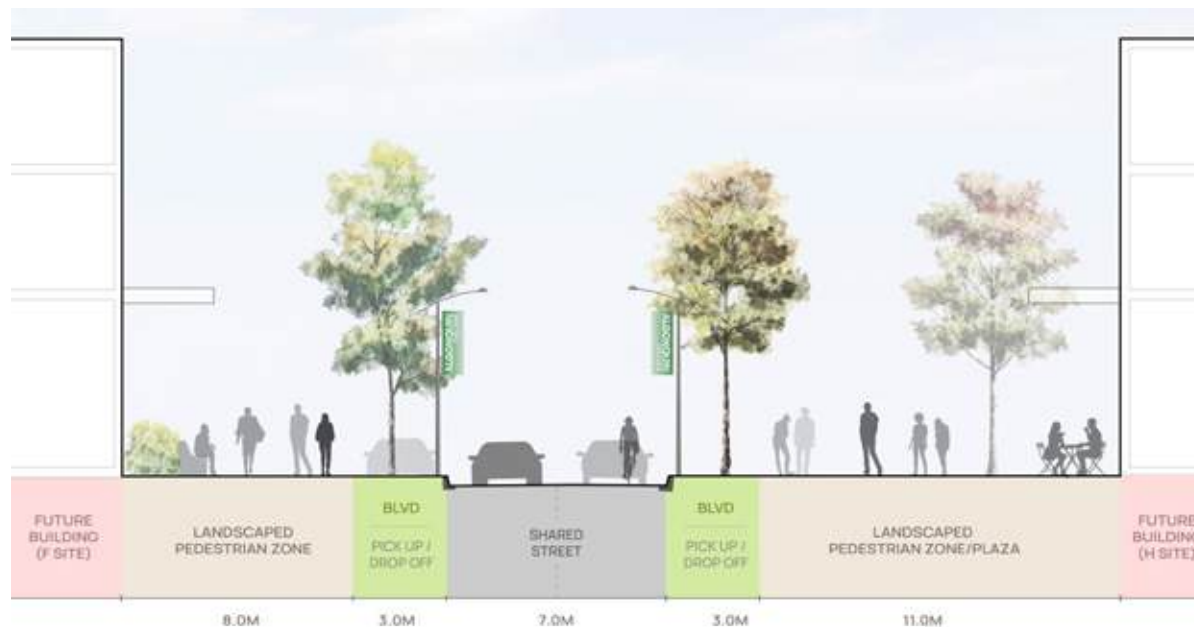 FUTURE
BUILDING
(F SITE)
LANDSCAPED
PEDESTRIAN ZONE
BLVD
PICK UP /
DROP OFF
SHARED
STREET
BLVD
PICK UP /
DROP OFF
LANDSCAPED
PEDESTRIAN ZONE/PLAZA
FUTURE
BUILDING
(H SITE)
8.0M
3.0M
7.0M
3.0M
11.0M